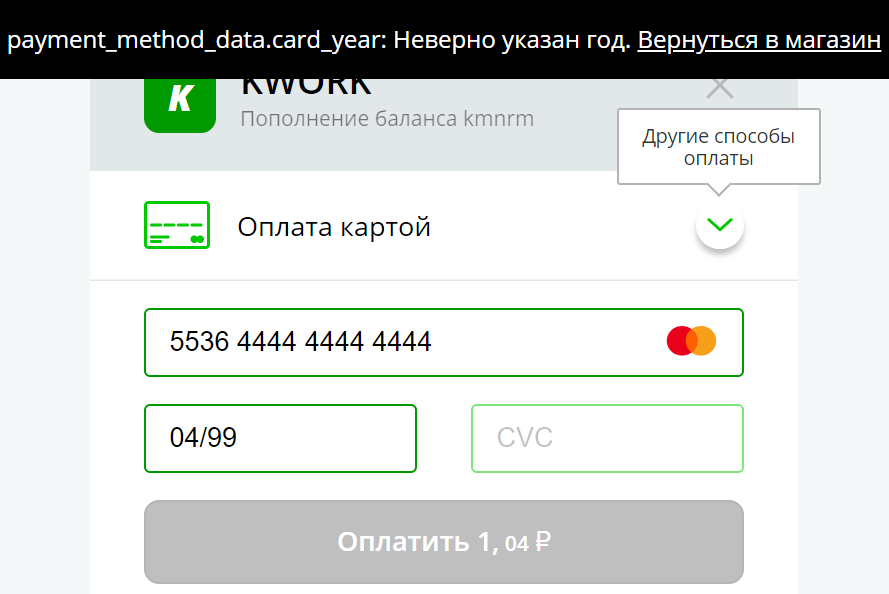 payment_method_data.card_year: Неверно указан год. Вернуться в магазин
K
KWORK
Пополнение баланса kmnrm
Другие способы
оплаты
Оплата картой
5536 4444 4444 4444
04/99
CVC
Оплатить 1, 04 ₽